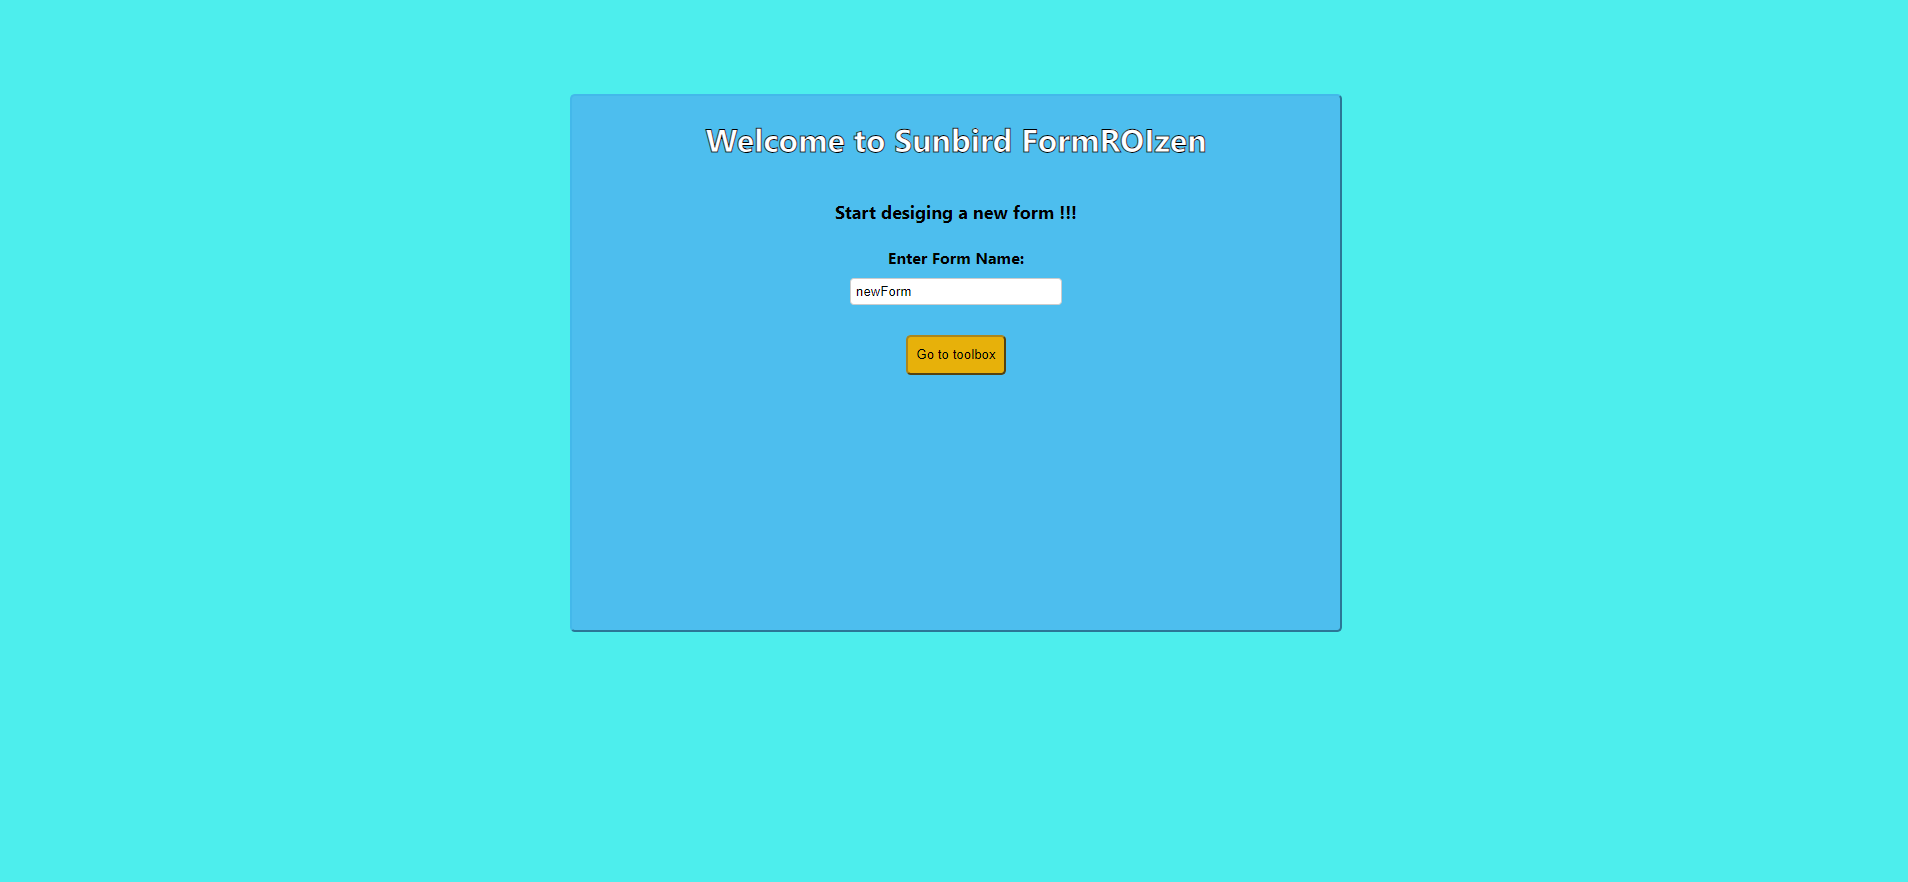 Welcome to Sunbird FormROIzen
Start desiging a new form !!!
Enter Form Name:
newForm
Go to toolbox